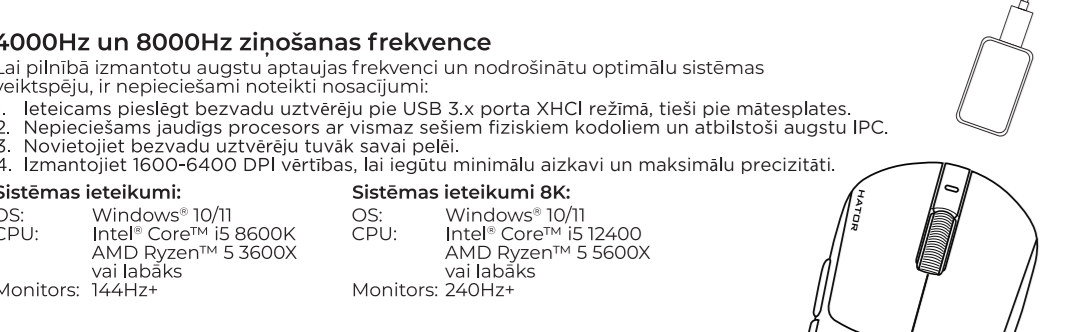 4000Hz un 8000Hz ziņošanas frekvence
Lai pilnībā izmantotu augstu aptaujas frekvenci un nodrošinātu optimālu sistēmas
veiktspēju, ir nepieciešami noteikti nosacījumi:
1. Ieteicams pieslēgt bezvadu uztvērēju pie USB 3.x porta XHCI režīmā, tieši pie mātesplates.
2. Nepieciešams jaudīgs procesors ar vismaz sešiem fiziskiem kodoliem un atbilstoši augstu IPC.
3. Novietojiet bezvadu uztvērēju tuvāk savai pelēi.
4. Izmantojiet 1600-6400 DPI vērtības, lai iegūtu minimālu aizkavi un maksimālu precizitāti.
Sistēmas ieteikumi:
OS: Windows® 10/11
CPU: Intel® Core™ i5 8600K
AMD Ryzen™ 5 3600X
vai labāks
Monitors: 144Hz+
Sistēmas ieteikumi 8K:
OS: Windows® 10/11
CPU: Intel® Core™ i5 12400
AMD Ryzen™ 5 5600X
vai labāks
Monitors: 240Hz+
HATOR